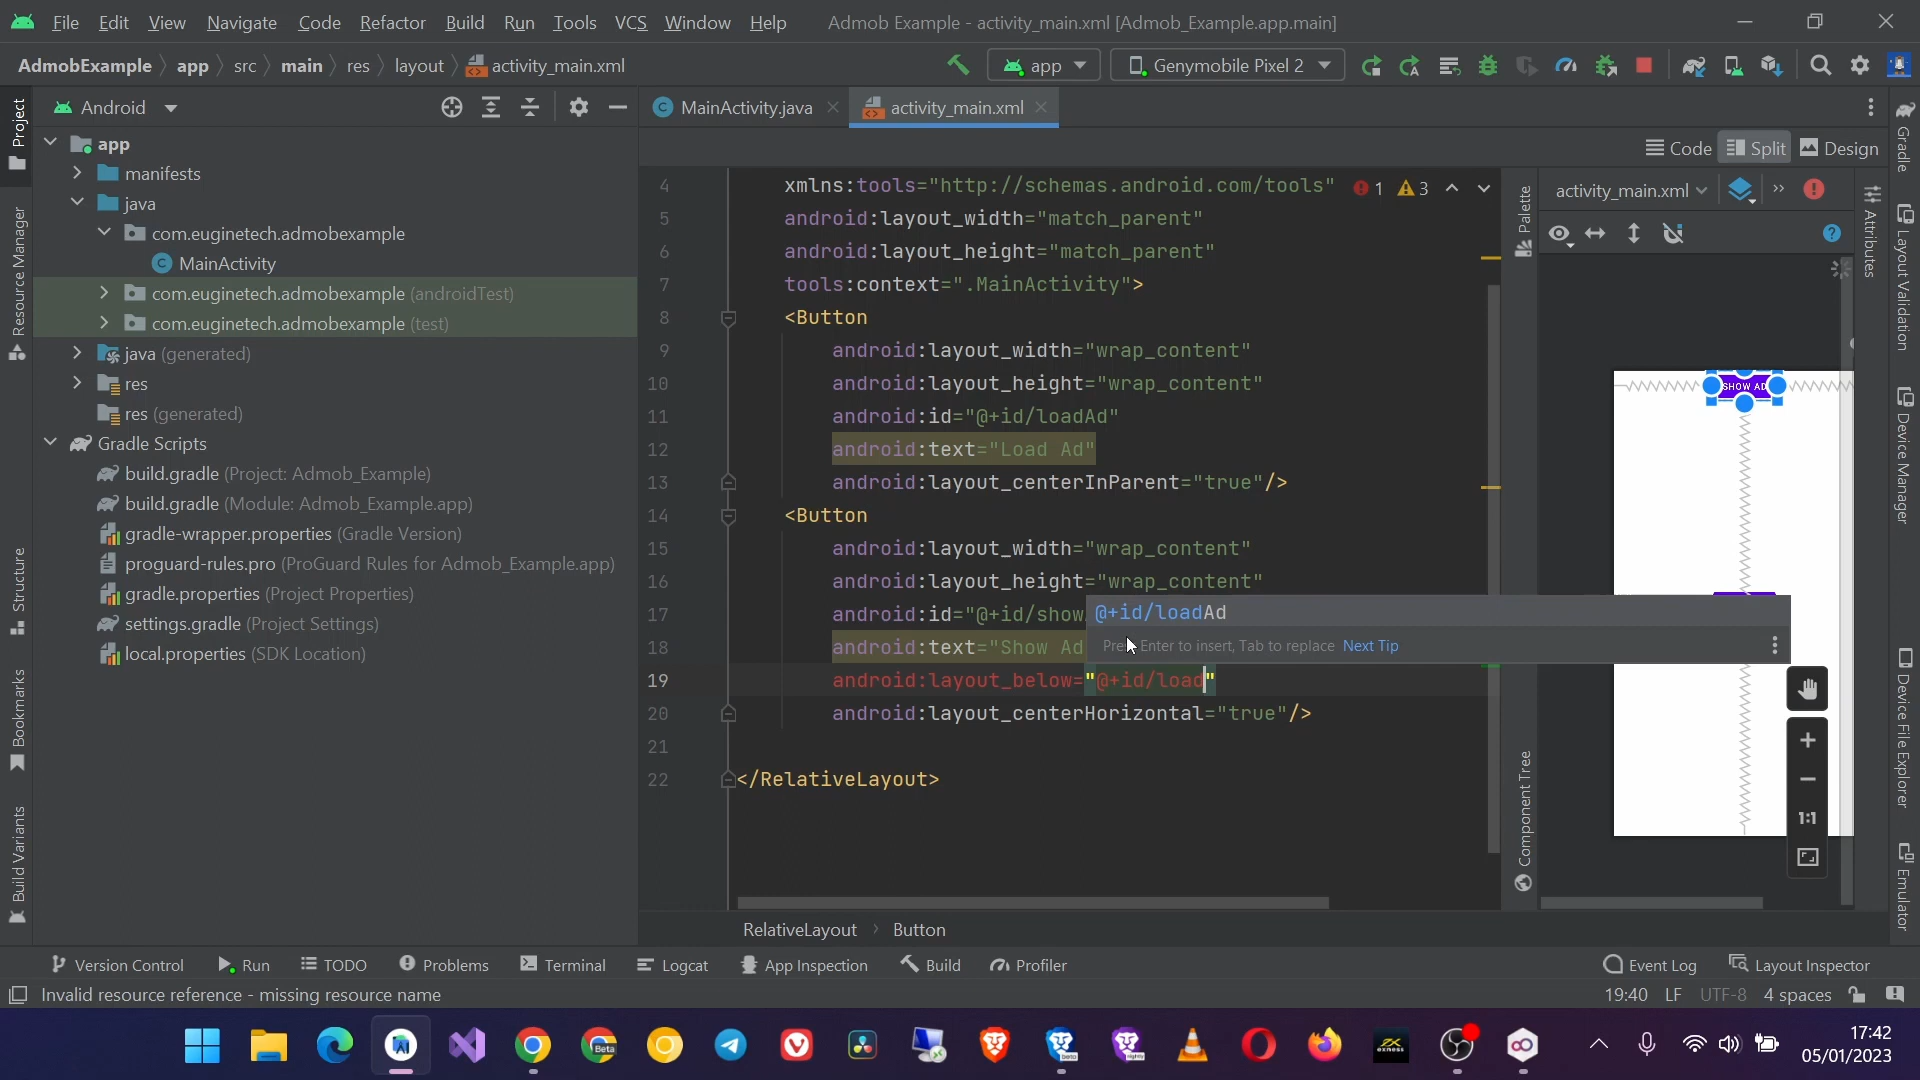 File Edit View Navigate Code Refactor Build Run Tools VCS Window Help Admob Example - activity_main.xml [Admob_Example.app.main]
AdmobExample app src main res layout activity_main.xml
app
Genymobile Pixel 2
Project
Resource Manager
Structure
Bookmarks
Build Variants
Android
app
manifests
java
com.euginetech.admobexample
MainActivity
com.euginetech.admobexample (androidTest)
com.euginetech.admobexample (test)
java (generated)
res
res (generated)
Gradle Scripts
build.gradle (Project: Admob_Example)
build.gradle (Module: Admob_Example.app)
gradle-wrapper.properties (Gradle Version)
proguard-rules.pro (ProGuard Rules for Admob_Example.app)
gradle.properties (Project Properties)
settings.gradle (Project Settings)
local.properties (SDK Location)
MainActivity.java
activity_main.xml
Code Split Design
1 3
4 xmlns:tools="http://schemas.android.com/tools"
5 android:layout_width="match_parent"
6 android:layout_height="match_parent"
7 tools:context=".MainActivity">
8 <Button
9 android:layout_width="wrap_content"
10 android:layout_height="wrap_content"
11 android:id="@+id/loadAd"
12 android:text="Load Ad"
13 android:layout_centerInParent="true"/>
14 <Button
15 android:layout_width="wrap_content"
16 android:layout_height="wrap_content"
17 android:id="@+id/show
@+id/loadAd
18 android:text="Show Ad
Enter to insert, Tab to replace Next Tip
19 android:layout_below="@+id/load"
20 android:layout_centerHorizontal="true"/>
21
22 </RelativeLayout>
RelativeLayout Button
Palette
Component Tree
activity_main.xml
SHOW AD
1:1
Attributes
Gradle
Layout Validation
Device Manager
Device File Explorer
Emulator
Version Control Run TODO Problems Terminal Logcat App Inspection Build Profiler
Event Log Layout Inspector
Invalid resource reference - missing resource name
19:40 LF UTF-8 4 spaces
Beta
beta
exness
17:42
05/01/2023